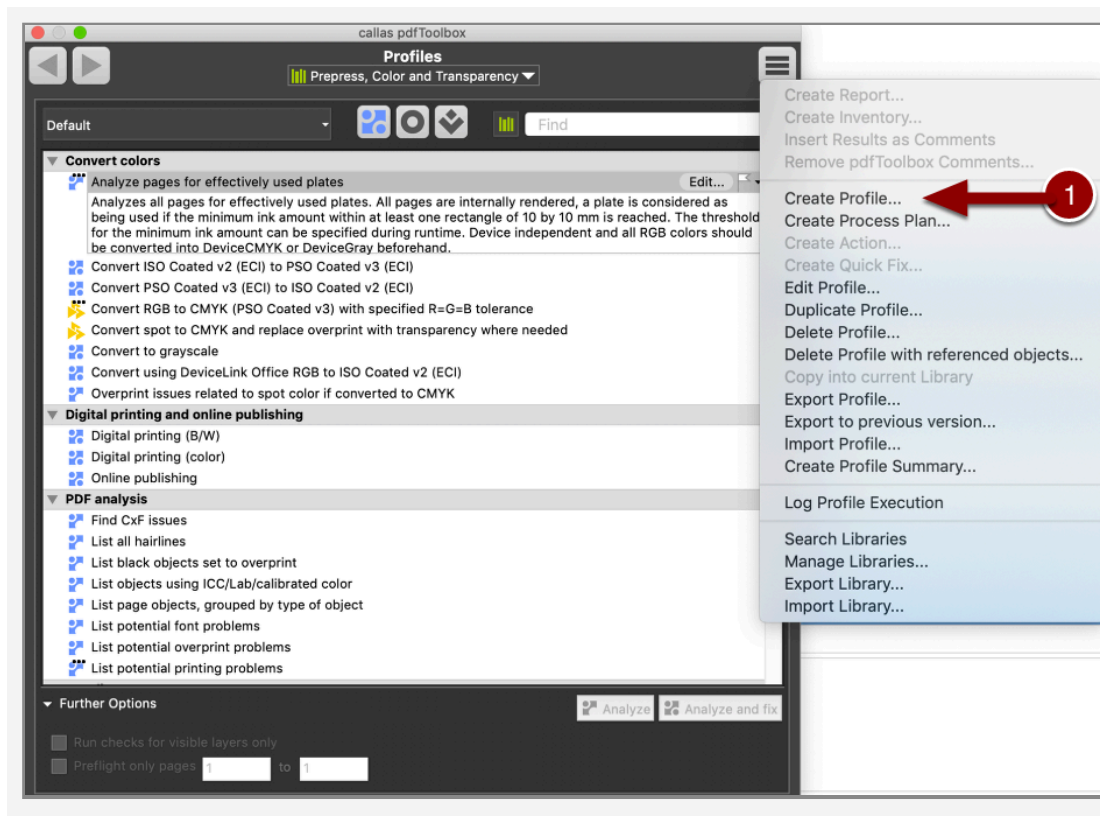 callas pdfToolbox
Profiles
Prepress, Color and Transparency
Default
Find
Convert colors
Analyze pages for effectively used plates
Edit...
Analyzes all pages for effectively used plates. All pages are internally rendered, a plate is considered as
being used if the minimum ink amount within at least one rectangle of 10 by 10 mm is reached. The threshold
for the minimum ink amount can be specified during runtime. Device independent and all RGB colors should
be converted into DeviceCMYK or DeviceGray beforehand.
Convert ISO Coated v2 (ECI) to PSO Coated v3 (ECI)
Convert PSO Coated v3 (ECI) to ISO Coated v2 (ECI)
Convert RGB to CMYK (PSO Coated v3) with specified R=G=B tolerance
Convert spot to CMYK and replace overprint with transparency where needed
Convert to grayscale
Convert using DeviceLink Office RGB to ISO Coated v2 (ECI)
Overprint issues related to spot color if converted to CMYK
Digital printing and online publishing
Digital printing (B/W)
Digital printing (color)
Online publishing
PDF analysis
Find CxF issues
List all hairlines
List black objects set to overprint
List objects using ICC/Lab/calibrated color
List page objects, grouped by type of object
List potential font problems
List potential overprint problems
List potential printing problems
Further Options
Analyze
Analyze and fix
Run checks for visible layers only
Preflight only pages 1 to 1
Create Report...
Create Inventory...
Insert Results as Comments
Remove pdfToolbox Comments...
Create Profile...
1
Create Process Plan...
Create Action...
Create Quick Fix...
Edit Profile...
Duplicate Profile...
Delete Profile...
Delete Profile with referenced objects...
Copy into current Library
Export Profile...
Export to previous version...
Import Profile...
Create Profile Summary...
Log Profile Execution
Search Libraries
Manage Libraries...
Export Library...
Import Library...